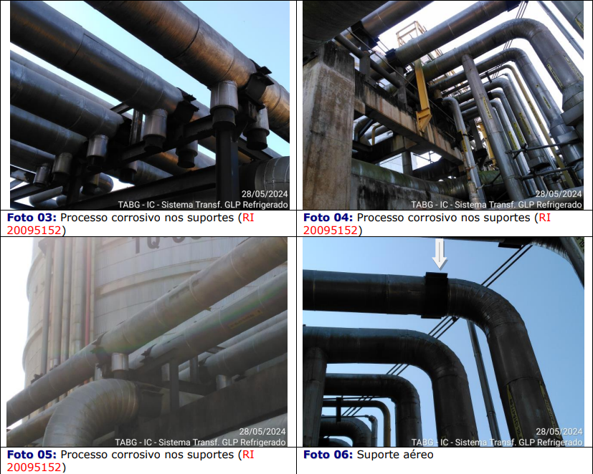 28/05/2024
TABG - IC - Sistema Transf. GLP Refrigerado
28/05/2024
TABG - IC - Sistema Transf. GLP Refrigerado
Foto 03: Processo corrosivo nos suportes (RI
20095152)
Foto 04: Processo corrosivo nos suportes (RI
20095152)
TQ
28/05/2024
TABG - IC - Sistema Transf. GLP Refrigerado
28/05/2024
TABG - IC - Sistema Transf. GLP Refrigerado
Foto 05: Processo corrosivo nos suportes (RI
20095152)
Foto 06: Suporte aéreo